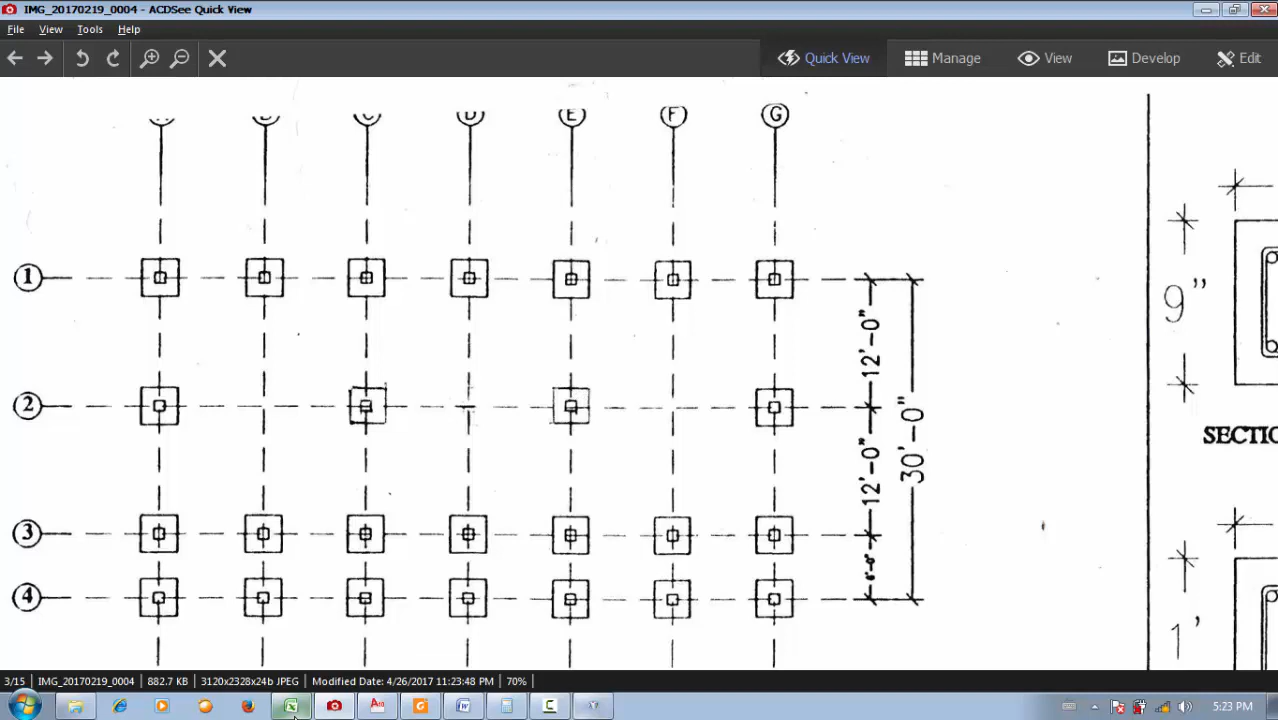 IMG_20170219_0004 - ACDSee Quick View
File View Tools Help
Quick View Manage View Develop Edit
A B C D E F G
1
12'-0"
9"
2
30'-0"
SECTIO
12'-0"
3
6'-0"
4
1'
3/15 IMG_20170219_0004 882.7 KB 3120x2328x24b JPEG Modified Date: 4/26/2017 11:23:48 PM 70%
5:23 PM